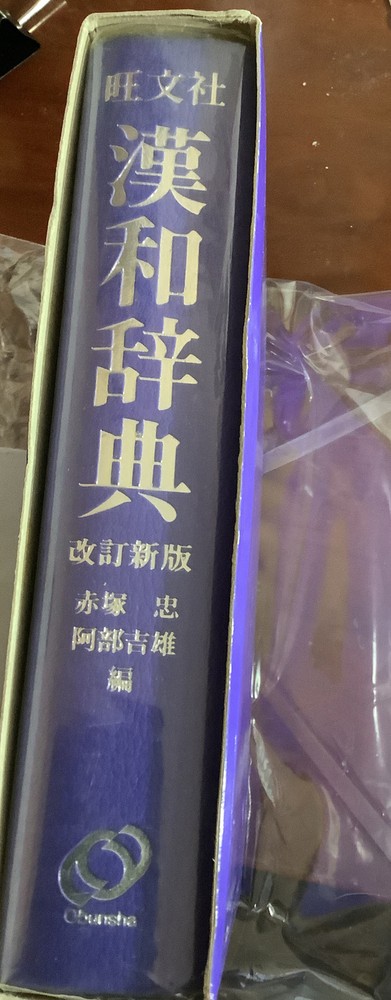 旺文社
漢和辞典
改訂新版
赤塚 忠
阿部吉雄
編
Obunsha